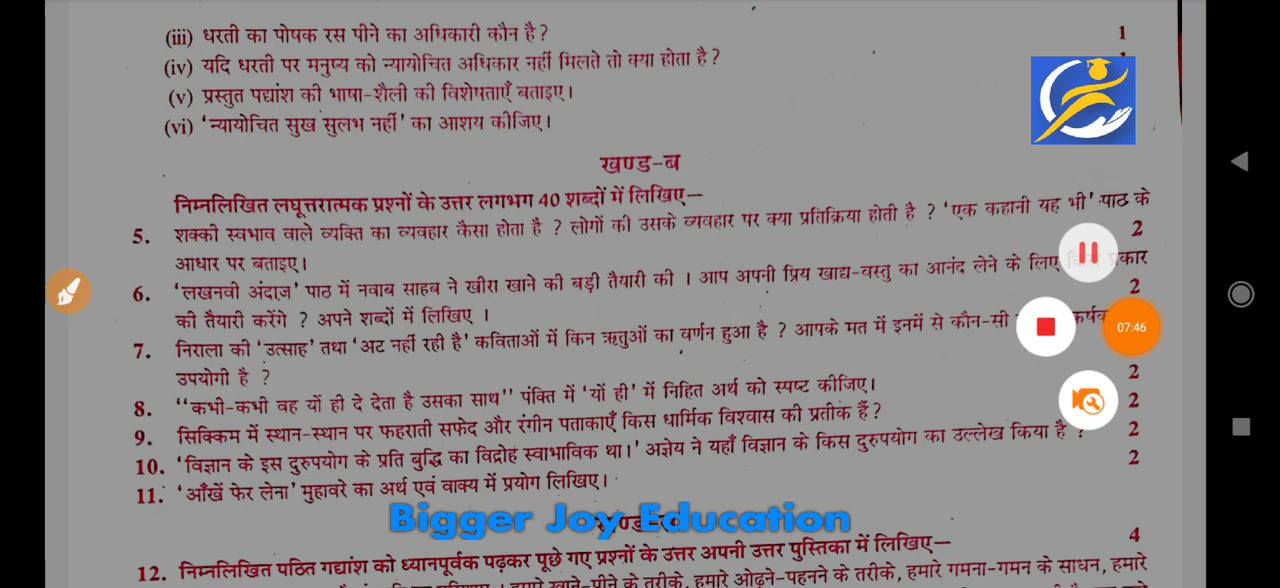 (iii) धरती का पोषक रस पीने का अधिकारी कौन है ? 1
(iv) यदि धरती पर मनुष्य को न्यायोचित अधिकार नहीं मिलते तो क्या होता है ?
(v) प्रस्तुत पद्यांश की भाषा-शैली की विशेषताएँ बताइए।
(vi) 'न्यायोचित सुख सुलभ नहीं' का आशय कीजिए।
खण्ड-ब
निम्नलिखित लघूत्तरात्मक प्रश्नों के उत्तर लगभग 40 शब्दों में लिखिए—
5. शक्की स्वभाव वाले व्यक्ति का व्यवहार कैसा होता है ? लोगों की उसके व्यवहार पर क्या प्रतिक्रिया होती है ? 'एक कहानी यह भी' पाठ के
आधार पर बताइए। 2
6. 'लखनवी अंदाज़' पाठ में नवाब साहब ने खीरा खाने की बड़ी तैयारी की । आप अपनी प्रिय खाद्य-वस्तु का आनंद लेने के लिए प्रकार
की तैयारी करेंगे ? अपने शब्दों में लिखिए । 2
7. निराला की 'उत्साह' तथा 'अट नहीं रही है' कविताओं में किन ऋतुओं का वर्णन हुआ है ? आपके मत में इनमें से कौन-सी
उपयोगी है ? 2
8. "कभी-कभी वह यों ही दे देता है उसका साथ" पंक्ति में 'यों ही' में निहित अर्थ को स्पष्ट कीजिए। 2
9. सिक्किम में स्थान-स्थान पर फहराती सफेद और रंगीन पताकाएँ किस धार्मिक विश्वास की प्रतीक हैं ? 2
10. 'विज्ञान के इस दुरुपयोग के प्रति बुद्धि का विद्रोह स्वाभाविक था।' अज्ञेय ने यहाँ विज्ञान के किस दुरुपयोग का उल्लेख किया है ? 2
11. 'आँखें फेर लेना' मुहावरे का अर्थ एवं वाक्य में प्रयोग लिखिए।
Bigger Joy Education
12. निम्नलिखित पठित गद्यांश को ध्यानपूर्वक पढ़कर पूछे गए प्रश्नों के उत्तर अपनी उत्तर पुस्तिका में लिखिए— 4
हमारे खाने-पीने के तरीके, हमारे ओढ़ने-पहनने के तरीके, हमारे गमना-गमन के साधन, हमारे
07:46